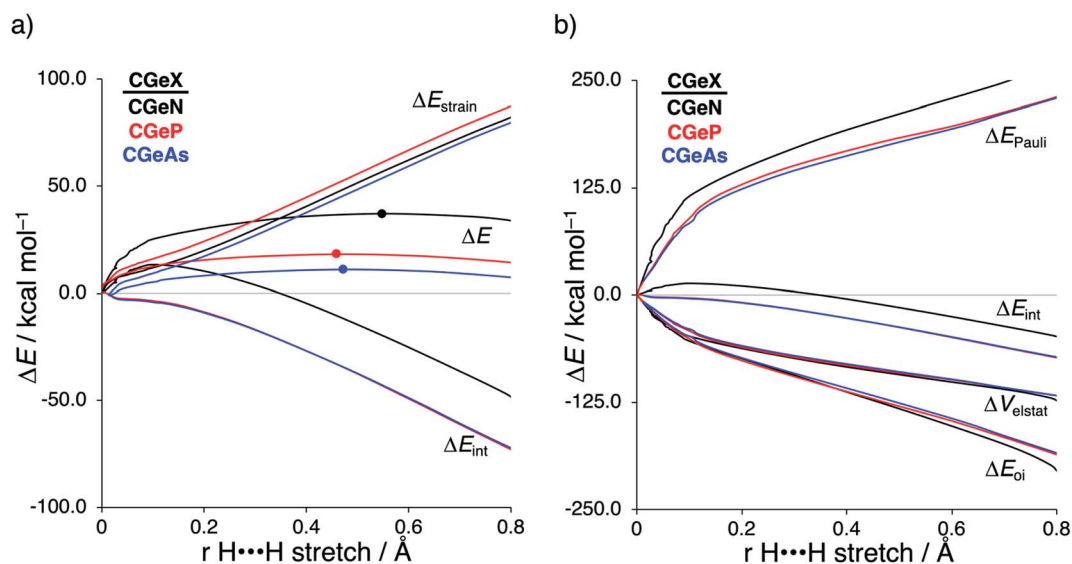 a)
100.0
50.0
0.0
-50.0
-100.0
ΔE / kcal mol⁻¹
CGeX
CGeN
CGeP
CGeAs
ΔEstrain
ΔE
ΔEint
0 0.2 0.4 0.6 0.8
r H•••H stretch / Å
b)
250.0
125.0
0.0
-125.0
-250.0
ΔE / kcal mol⁻¹
CGeX
CGeN
CGeP
CGeAs
ΔEPauli
ΔEint
ΔVelstat
ΔEoi
0 0.2 0.4 0.6 0.8
r H•••H stretch / Å